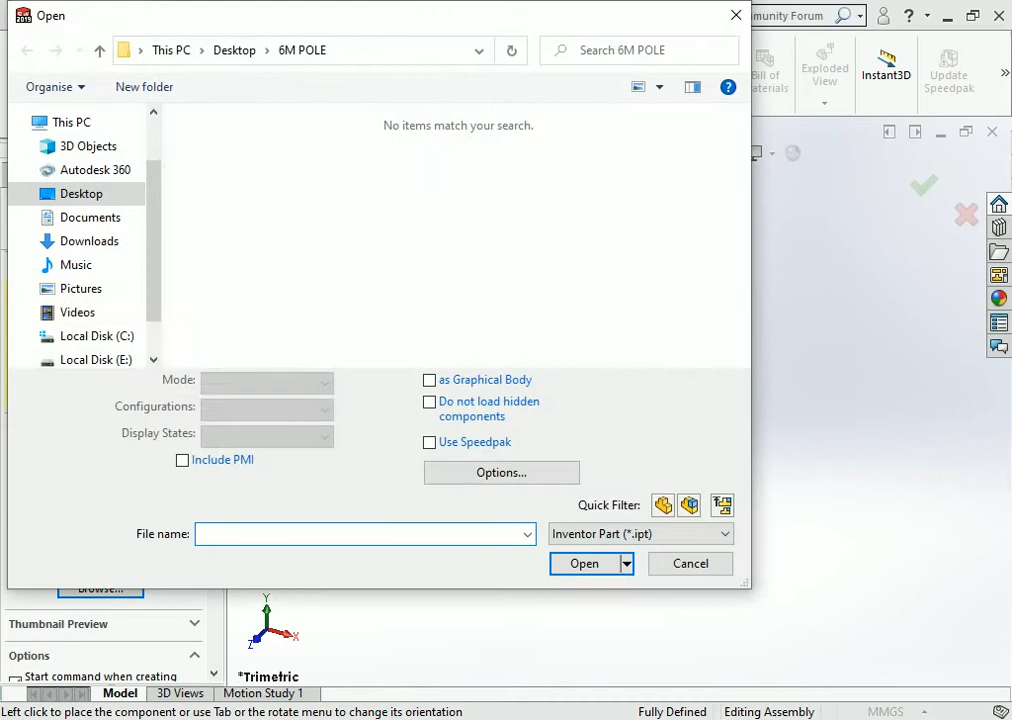 2019 Open
munity Forum
This PC > Desktop > 6M POLE
Search 6M POLE
Bill of
aterials
Exploded
View
Instant3D
Update
Speedpak
Organise
New folder
This PC
3D Objects
Autodesk 360
Desktop
Documents
Downloads
Music
Pictures
Videos
Local Disk (C:)
Local Disk (E:)
No items match your search.
Mode:
Configurations:
Display States:
Include PMI
as Graphical Body
Do not load hidden
components
Use Speedpak
Options...
Quick Filter:
File name:
Inventor Part (*.ipt)
Open
Cancel
Browse...
Thumbnail Preview
Options
Start command when creating
Y
X
Z
*Trimetric
Model
3D Views
Motion Study 1
Left click to place the component or use Tab or the rotate menu to change its orientation
Fully Defined
Editing Assembly
MMGS